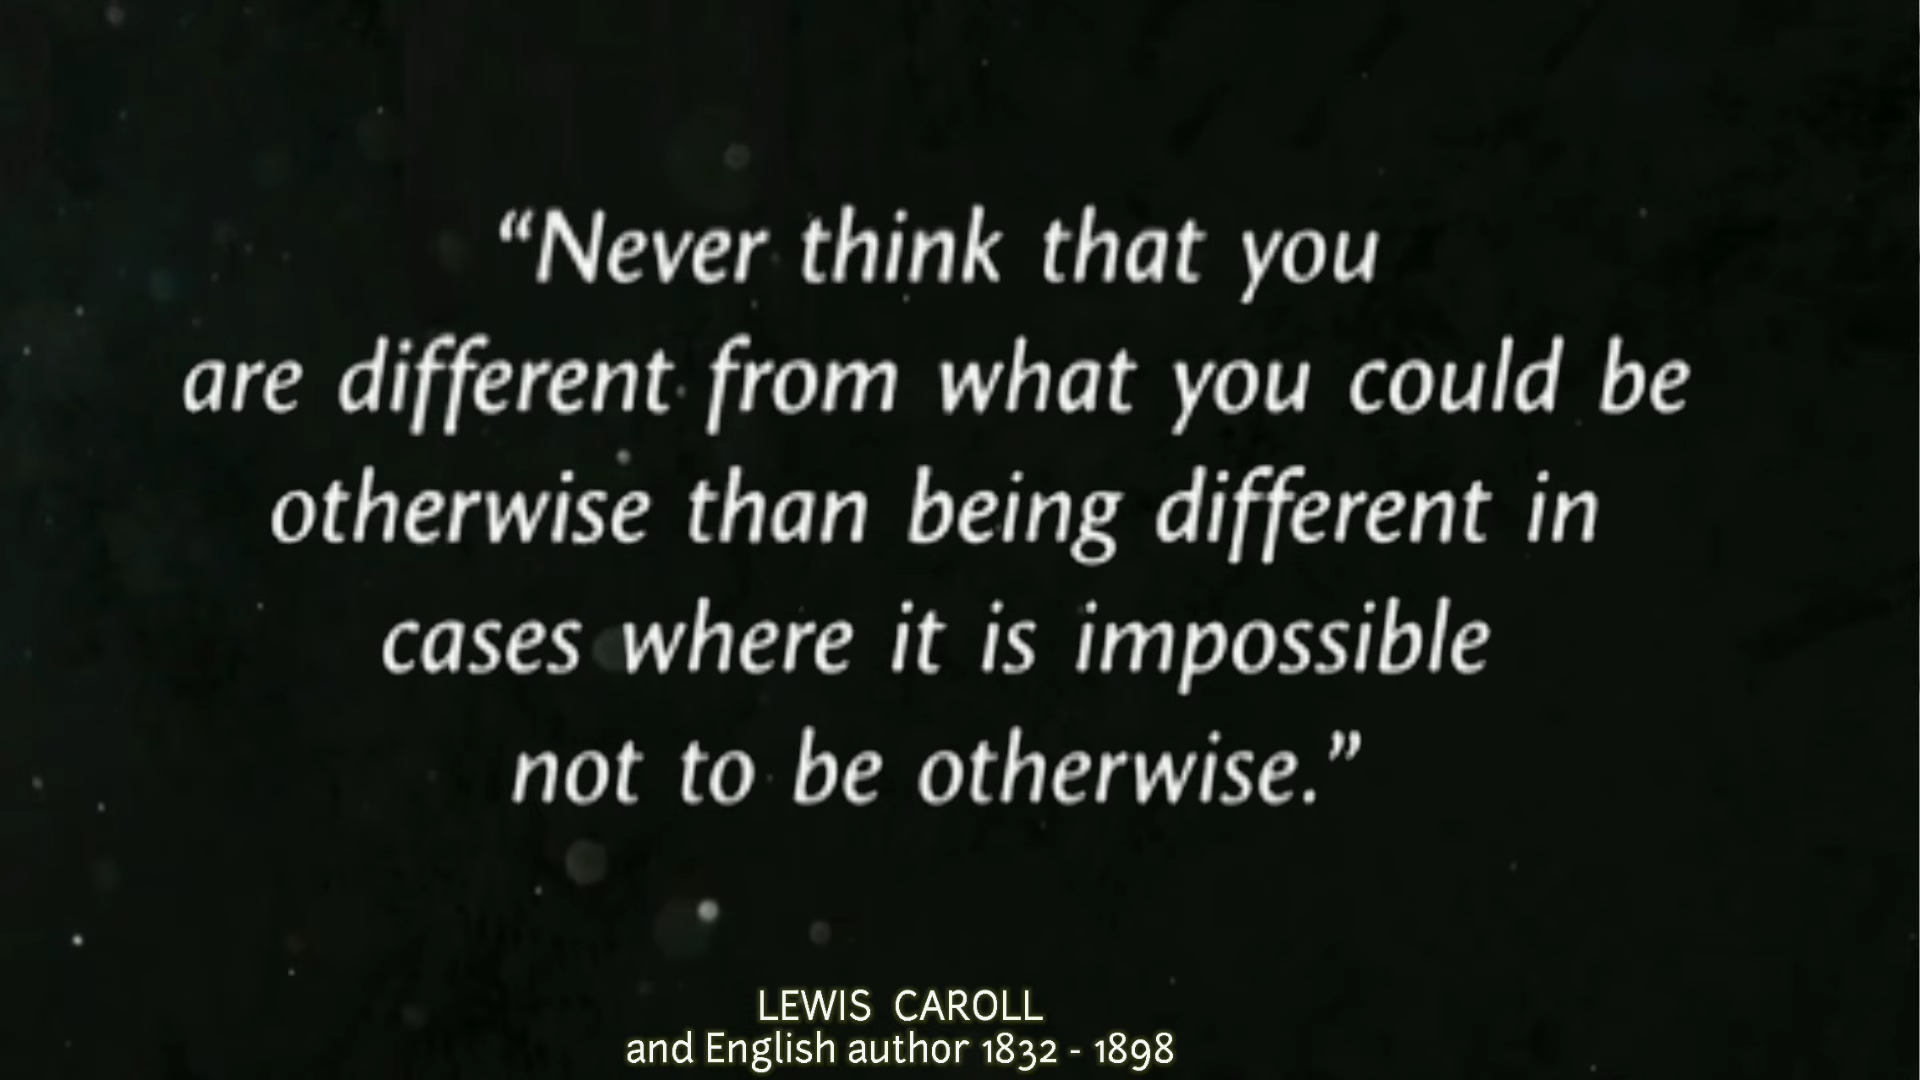 “Never think that you
are different from what you could be
otherwise than being different in
cases where it is impossible
not to be otherwise.”
LEWIS CAROLL
and English author 1832 - 1898